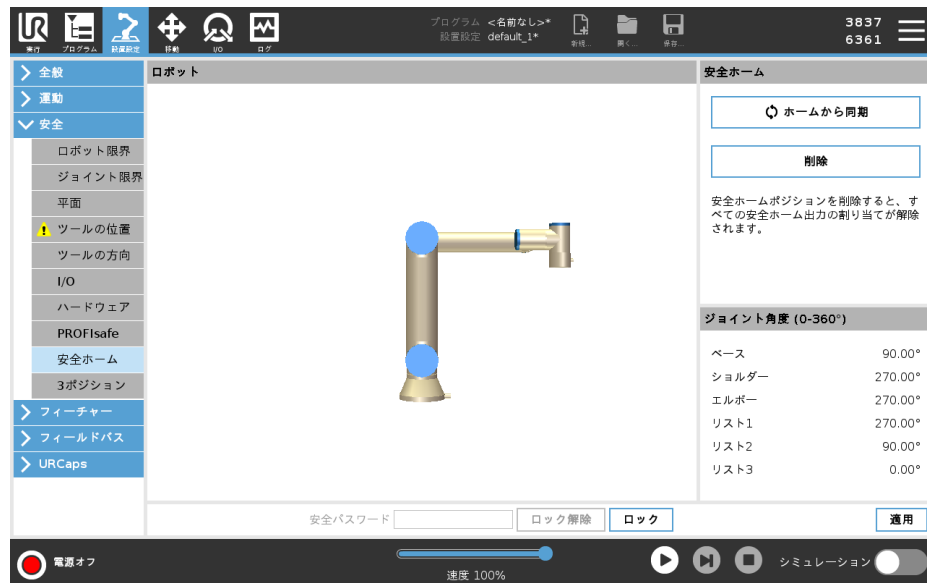 プログラム <名前なし>*
設置設定 default_1*
実行
プログラム
設置設定
移動
I/O
ログ
新規...
開く...
保存...
3837
6361
全般
運動
安全
ロボット限界
ジョイント限界
平面
ツールの位置
ツールの方向
I/O
ハードウェア
PROFIsafe
安全ホーム
3ポジション
フィーチャー
フィールドバス
URCaps
ロボット
安全ホーム
ホームから同期
削除
安全ホームポジションを削除すると、す
べての安全ホーム出力の割り当てが解除
されます。
ジョイント角度 (0-360°)
ベース 90.00°
ショルダー 270.00°
エルボー 270.00°
リスト1 270.00°
リスト2 90.00°
リスト3 0.00°
安全パスワード
ロック解除
ロック
適用
電源オフ
速度 100%
シミュレーション